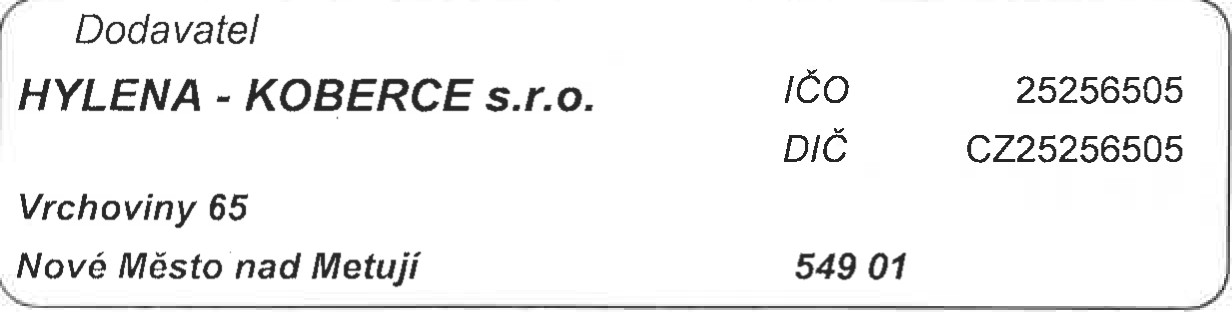 Dodavatel
HYLENA - KOBERCE s.r.o. IČO 25256505
DIČ CZ25256505
Vrchoviny 65
Nové Město nad Metují 549 01